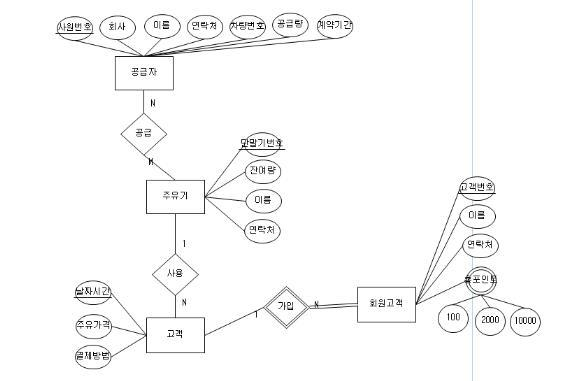 사원번호 회사 이름 연락처 차량번호 공급량 계약기간
공급자
N
공급
M
단말기번호
잔여량
주유기
이름
연락처
1
사용
N
날짜시간
주유가격
결제방법
고객
1
가입
N
회원고객
고객번호
이름
연락처
포인트
100 2000 10000